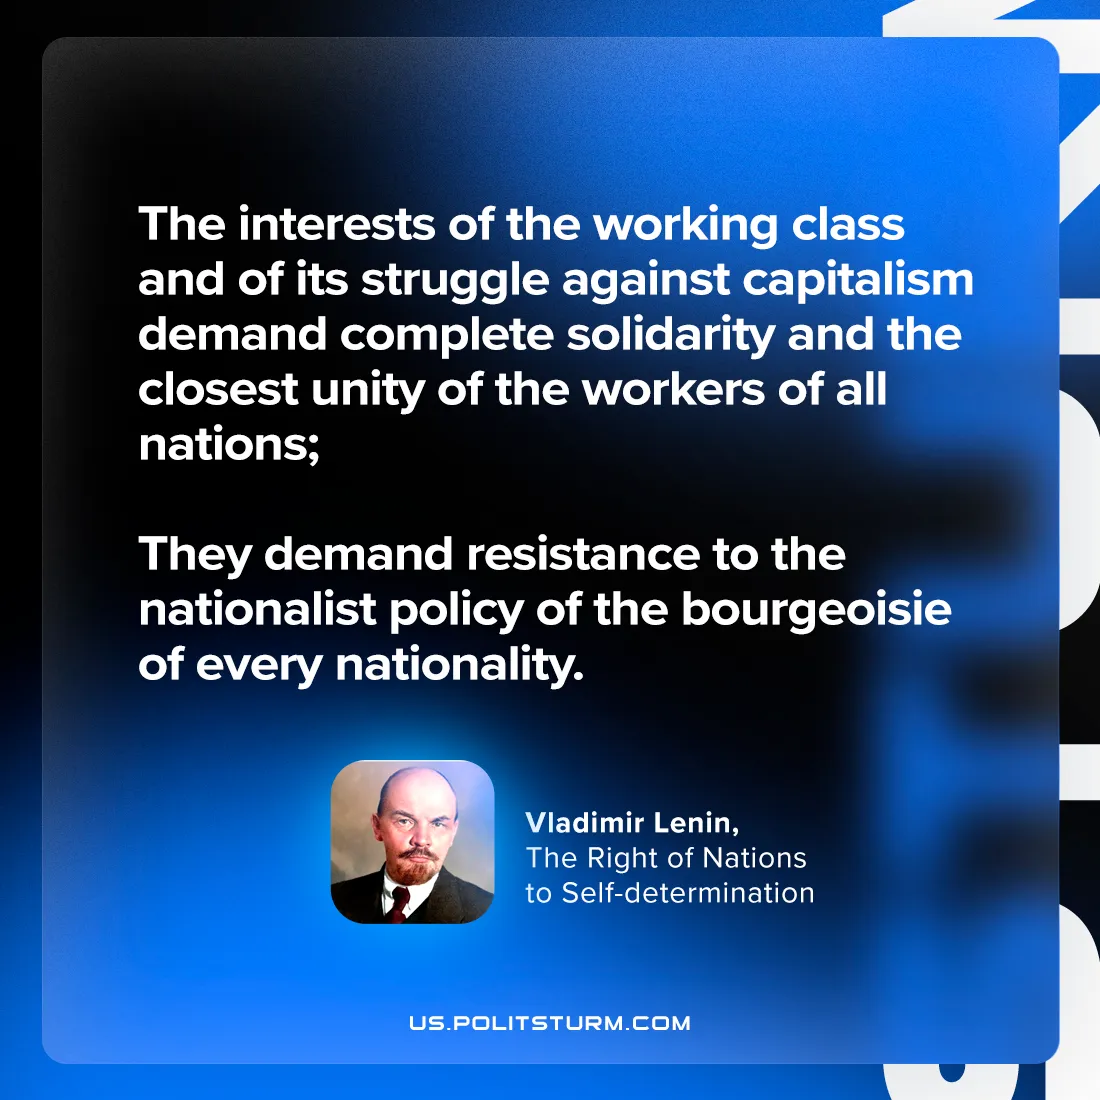 The interests of the working class
and of its struggle against capitalism
demand complete solidarity and the
closest unity of the workers of all
nations;
They demand resistance to the
nationalist policy of the bourgeoisie
of every nationality.
Vladimir Lenin,
The Right of Nations
to Self-determination
US.POLITSTURM.COM